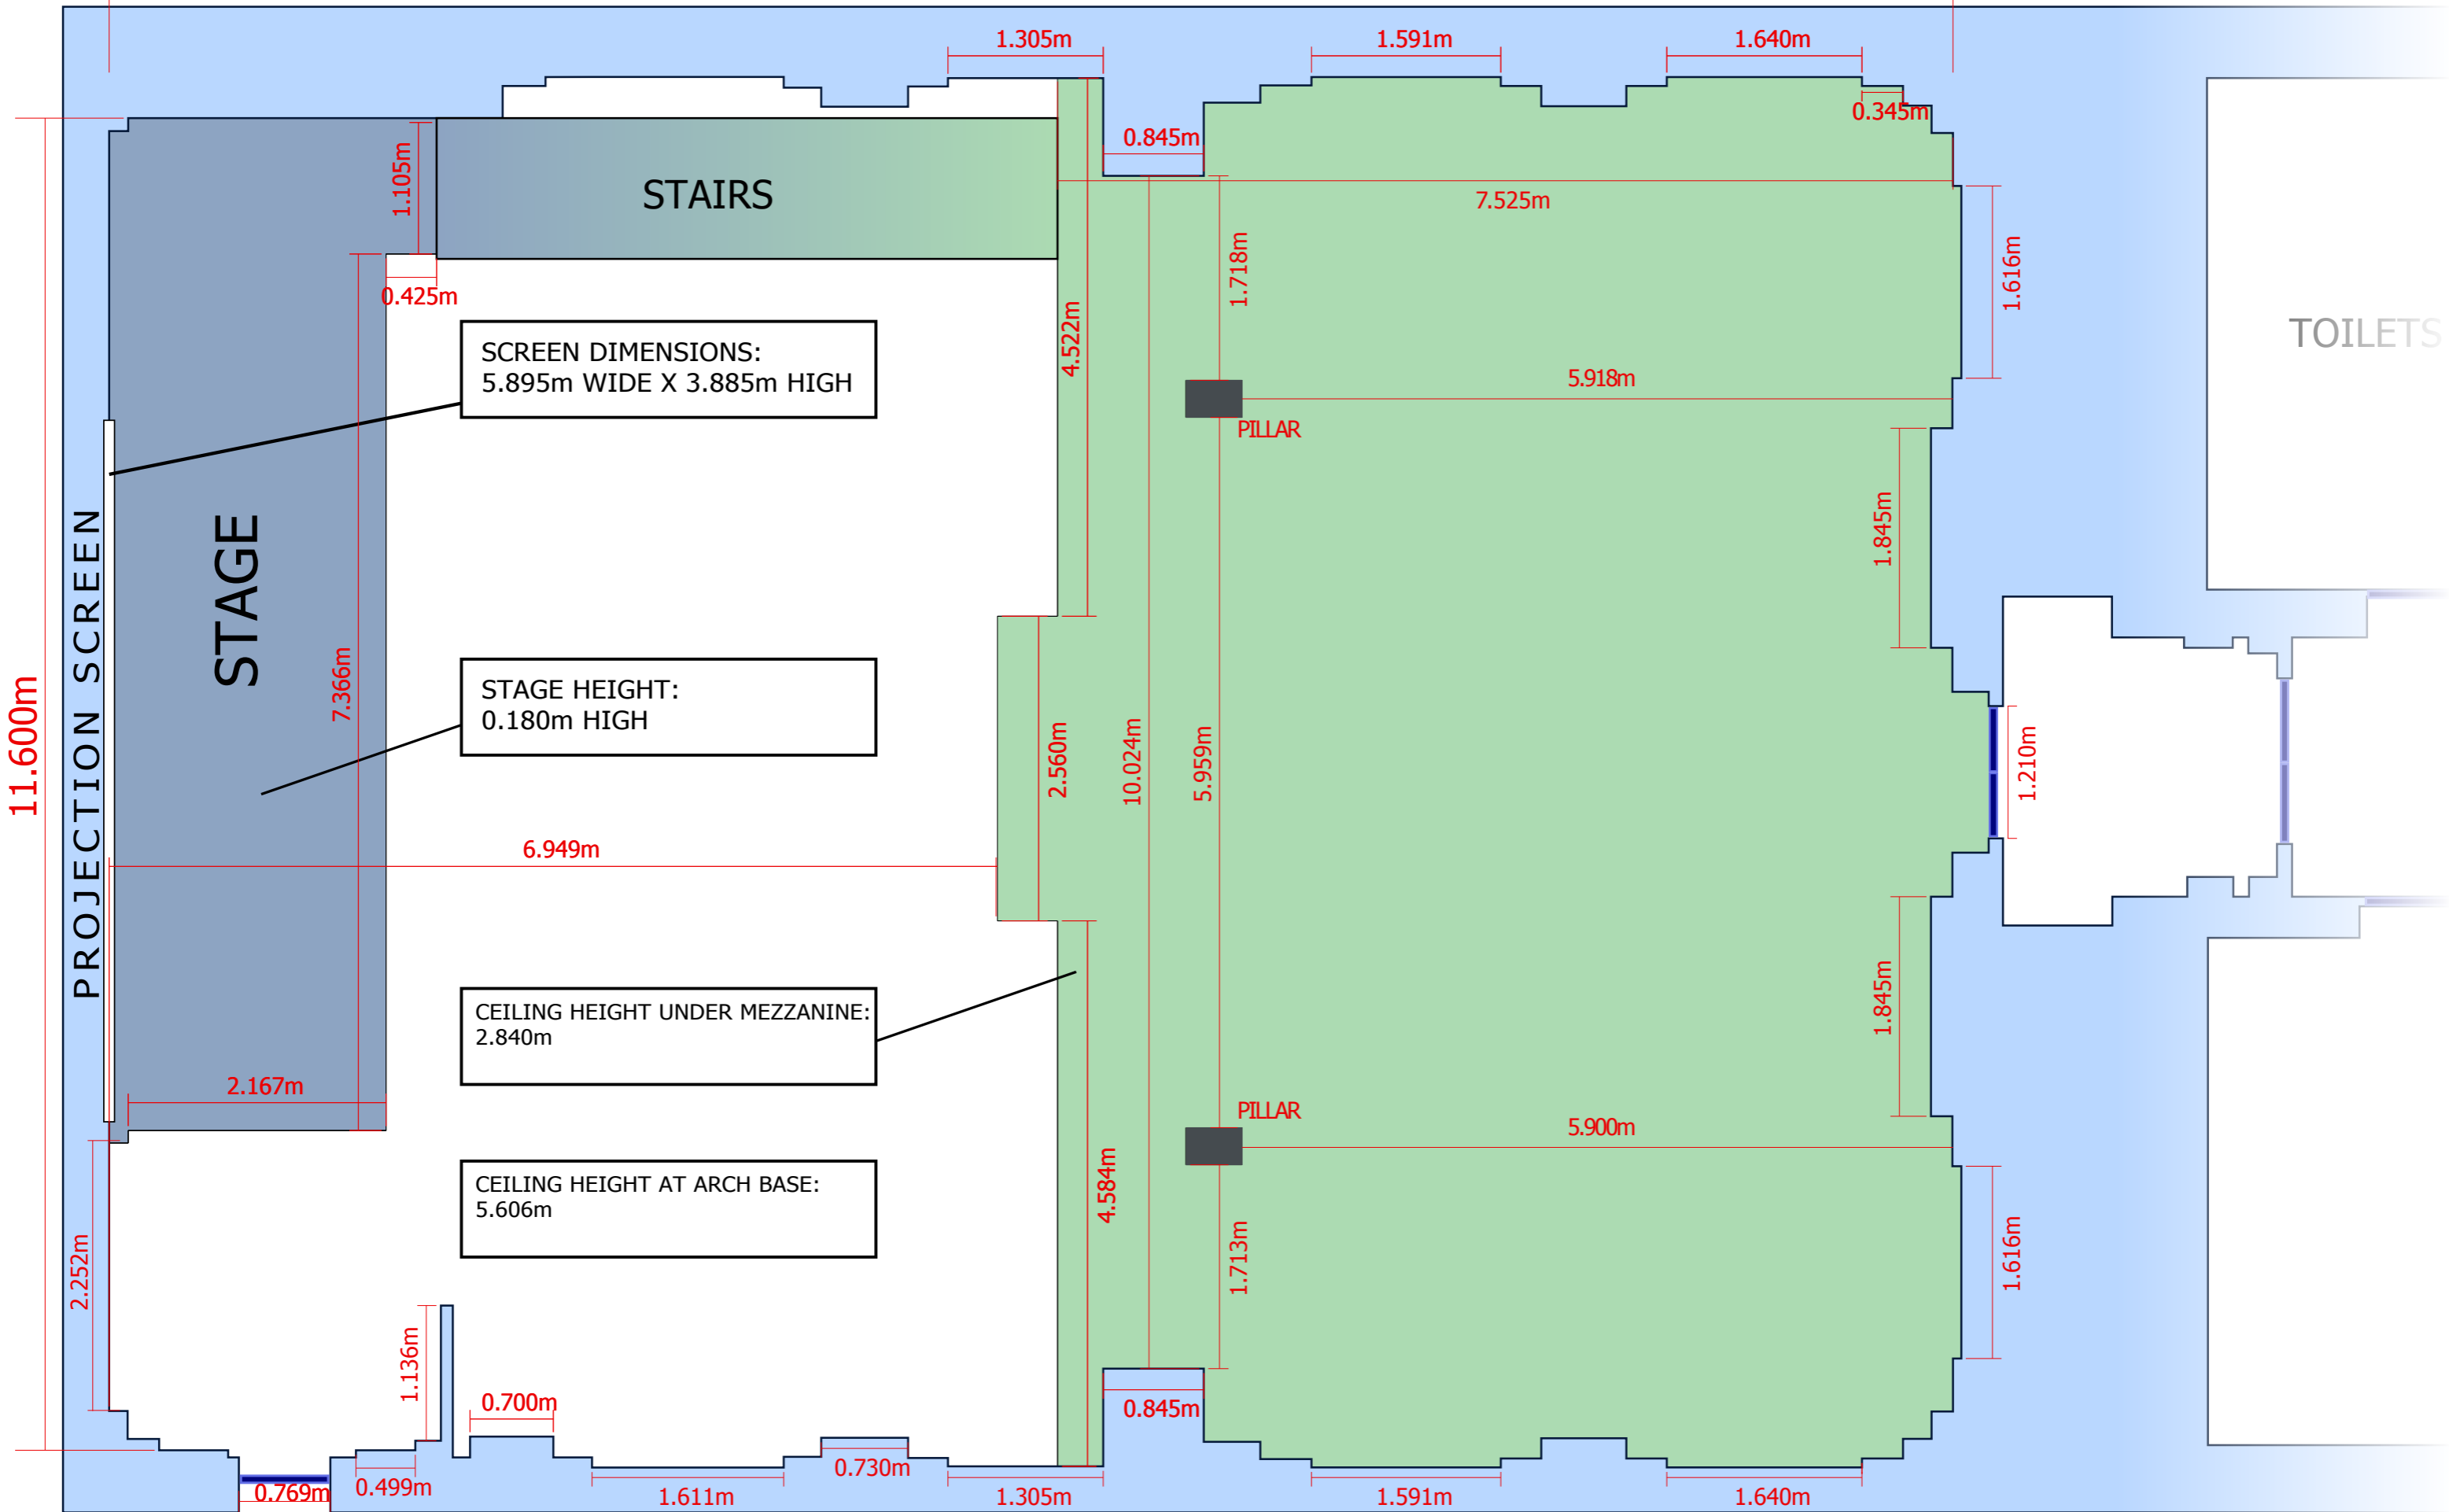 1.305m
1.591m
1.640m
0.345m
0.845m
1.105m
STAIRS
7.525m
1.718m
1.616m
0.425m
4.522m
TOILETS
SCREEN DIMENSIONS:
5.895m WIDE X 3.885m HIGH
5.918m
PILLAR
1.845m
PROJECTION SCREEN
STAGE
7.366m
11.600m
STAGE HEIGHT:
0.180m HIGH
2.560m
10.024m
5.959m
1.210m
6.949m
CEILING HEIGHT UNDER MEZZANINE:
2.840m
1.845m
2.167m
PILLAR
5.900m
CEILING HEIGHT AT ARCH BASE:
5.606m
4.584m
1.713m
1.616m
2.252m
1.136m
0.700m
0.845m
0.730m
0.769m
0.499m
1.611m
1.305m
1.591m
1.640m